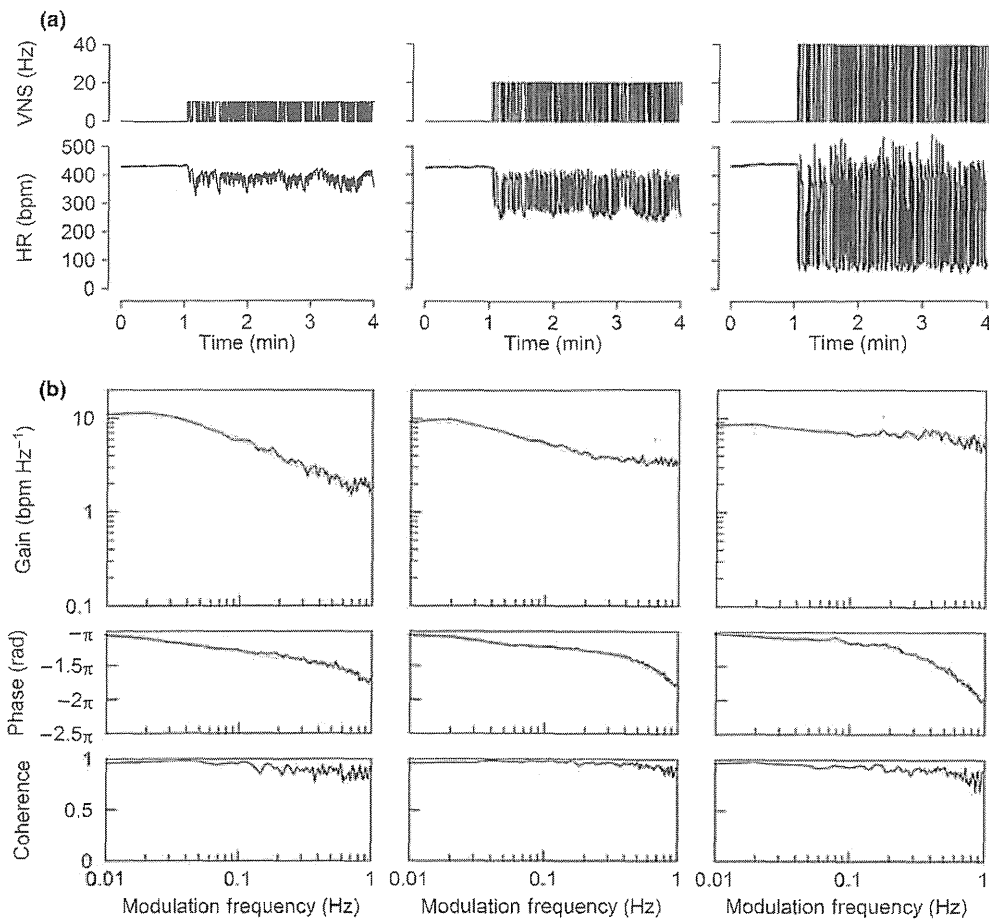 (a)
VNS (Hz)
40
20
0
HR (bpm)
500
400
300
200
100
0
0 1 2 3 4
Time (min)
0 1 2 3 4
Time (min)
0 1 2 3 4
Time (min)
(b)
Gain (bpm Hz⁻¹)
10
1
0.1
Phase (rad)
−π
−1.5π
−2π
−2.5π
Coherence
1
0.5
0
0.01 0.1 1
Modulation frequency (Hz)
0.01 0.1 1
Modulation frequency (Hz)
0.01 0.1 1
Modulation frequency (Hz)